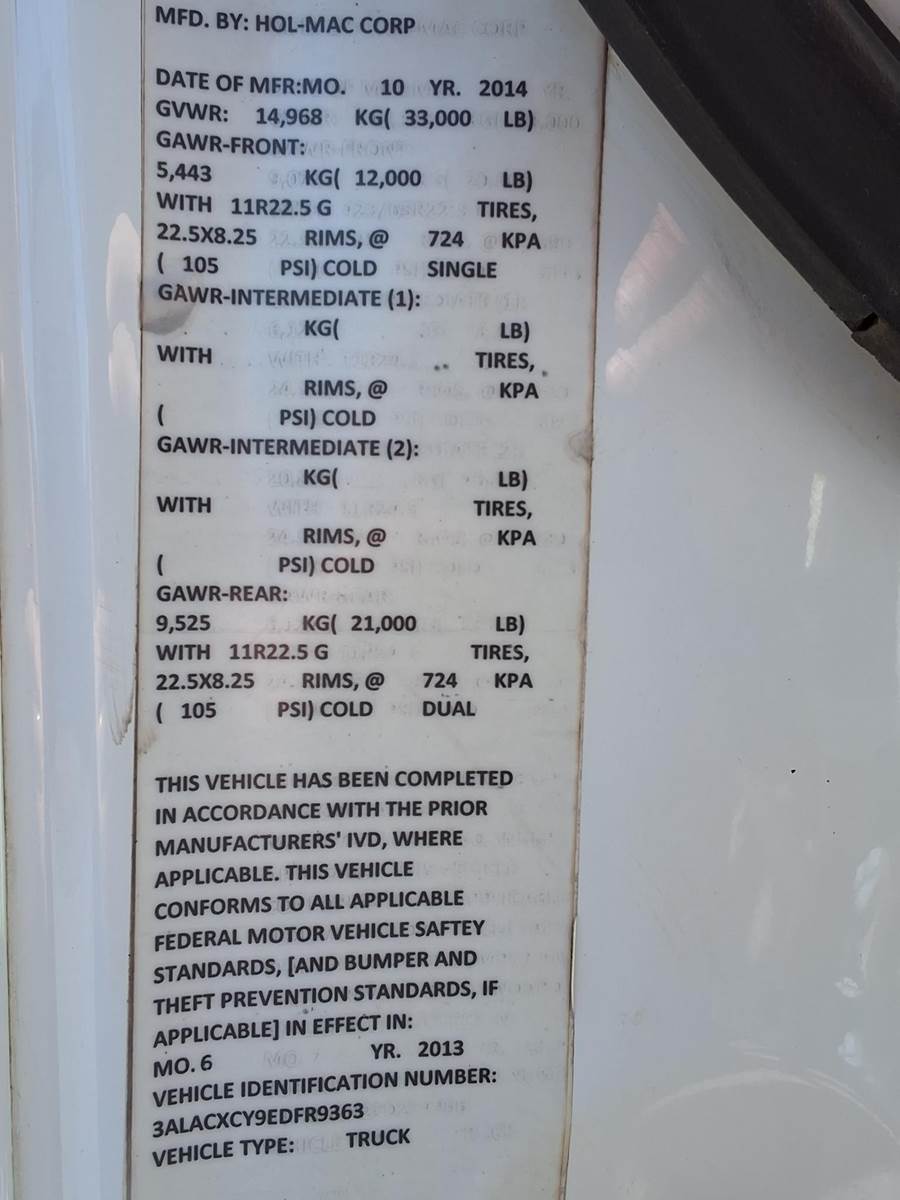 MFD. BY: HOL-MAC CORP
DATE OF MFR:MO. 10 YR. 2014
GVWR: 14,968 KG( 33,000 LB)
GAWR-FRONT:
5,443 KG( 12,000 LB)
WITH 11R22.5 G TIRES,
22.5X8.25 RIMS, @ 724 KPA
( 105 PSI) COLD SINGLE
GAWR-INTERMEDIATE (1):
KG( LB)
WITH TIRES,
RIMS, @ KPA
( PSI) COLD
GAWR-INTERMEDIATE (2):
KG( LB)
WITH TIRES,
RIMS, @ KPA
( PSI) COLD
GAWR-REAR:
9,525 KG( 21,000 LB)
WITH 11R22.5 G TIRES,
22.5X8.25 RIMS, @ 724 KPA
( 105 PSI) COLD DUAL
THIS VEHICLE HAS BEEN COMPLETED
IN ACCORDANCE WITH THE PRIOR
MANUFACTURERS' IVD, WHERE
APPLICABLE. THIS VEHICLE
CONFORMS TO ALL APPLICABLE
FEDERAL MOTOR VEHICLE SAFTEY
STANDARDS, [AND BUMPER AND
THEFT PREVENTION STANDARDS, IF
APPLICABLE] IN EFFECT IN:
MO. 6 YR. 2013
VEHICLE IDENTIFICATION NUMBER:
3ALACXCY9EDFR9363
VEHICLE TYPE: TRUCK